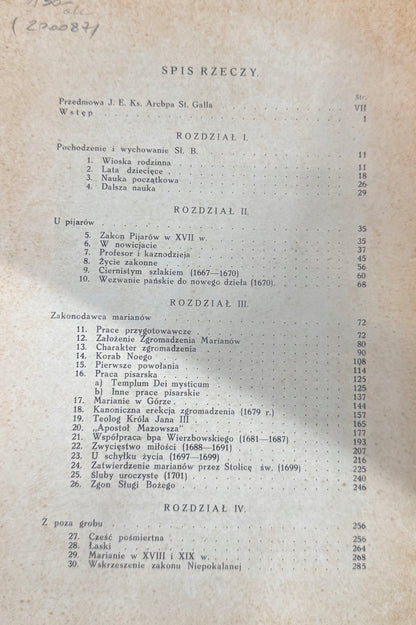 SPIS RZECZY.
Str.
Przedmowa J. E. Ks. Arcbpa St. Galla VII
Wstęp 1
ROZDZIAŁ I.
Pochodzenie i wychowanie Sł. B. 11
1. Wioska rodzinna 11
2. Lata dziecięce 18
3. Nauka początkowa 26
4. Dalsza nauka 29
ROZDZIAŁ II.
U pijarów 35
5. Zakon Pijarów w XVII w. 35
6. W nowicjacie 37
7. Profesor i kaznodzieja 45
8. Życie zakonne 56
9. Ciernistym szlakiem (1667—1670) 60
10. Wezwanie pańskie do nowego dzieła (1670). 68
ROZDZIAŁ III.
Zakonodawca marianów 72
11. Prace przygotowawcze 72
12. Założenie Zgromadzenia Marianów 80
13. Charakter zgromadzenia 90
14. Korab Noego 108
15. Pierwsze powołania 114
16. Praca pisarska 125
a) Templum Dei mysticum 125
b) Inne prace pisarskie 137
17. Marianie w Górze 144
18. Kanoniczna erekcja zgromadzenia (1679 r.) 157
19. Teolog Króla Jana III 165
20. „Apostoł Mazowsza" 177
21. Współpraca bpa Wierzbowskiego (1681—1687) 193
22. Zwycięstwo miłości (1688—1691) 207
23. U schyłku życia (1697—1699) 216
24. Zatwierdzenie marianów przez Stolicę św. (1699) 225
25. Śluby uroczyste (1701) 240
26. Zgon Sługi Bożego 246
ROZDZIAŁ IV.
Z poza grobu 256
27. Cześć pośmiertna 256
28. Łaski 264
29. Marianie w XVIII i XIX w. 268
30. Wskrzeszenie zakonu Niepokalanej 285